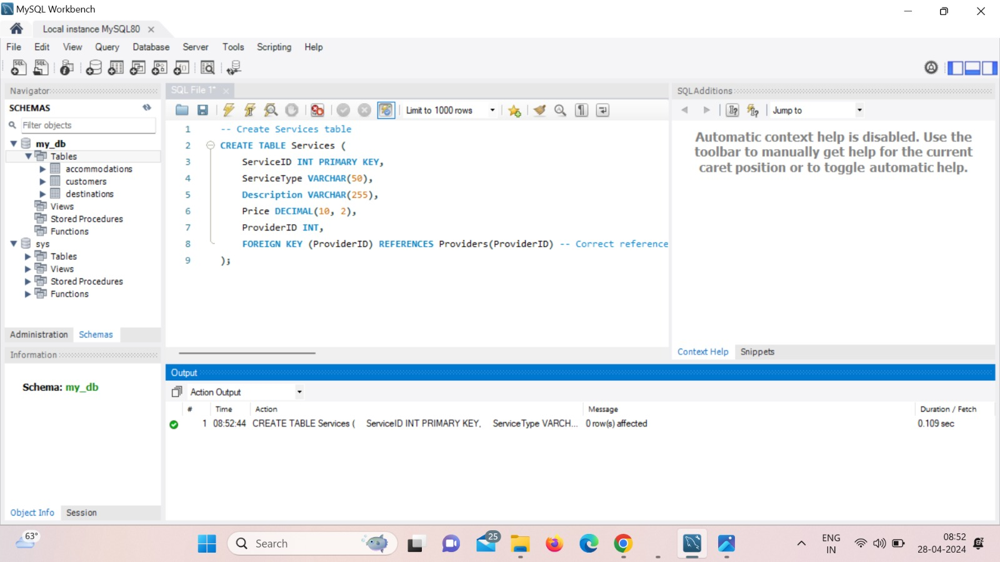 MySQL Workbench
Local instance MySQL80
File Edit View Query Database Server Tools Scripting Help
Navigator
SCHEMAS
Filter objects
my_db
Tables
accommodations
customers
destinations
Views
Stored Procedures
Functions
sys
Tables
Views
Stored Procedures
Functions
Administration Schemas
Information
Schema: my_db
Object Info Session
SQL File 1*
Limit to 1000 rows
1 -- Create Services table
2 CREATE TABLE Services (
3 ServiceID INT PRIMARY KEY,
4 ServiceType VARCHAR(50),
5 Description VARCHAR(255),
6 Price DECIMAL(10, 2),
7 ProviderID INT,
8 FOREIGN KEY (ProviderID) REFERENCES Providers(ProviderID) -- Correct reference
9 );
SQLAdditions
Jump to
Automatic context help is disabled. Use the
toolbar to manually get help for the current
caret position or to toggle automatic help.
Context Help Snippets
Output
Action Output
# Time Action Message Duration / Fetch
1 08:52:44 CREATE TABLE Services ( ServiceID INT PRIMARY KEY, ServiceType VARCH... 0 row(s) affected 0.109 sec
63°
Search
25
ENG
IN
08:52
28-04-2024